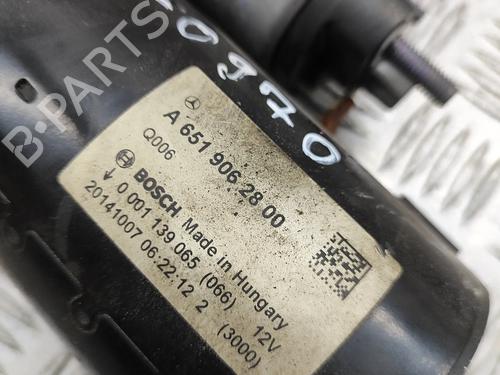 B-PARTS
50970
A 651 906 28 00
Q006
BOSCH Made in Hungary
0 001 139 065 (066) 12V
20141007 06:22:12 2 (3000)